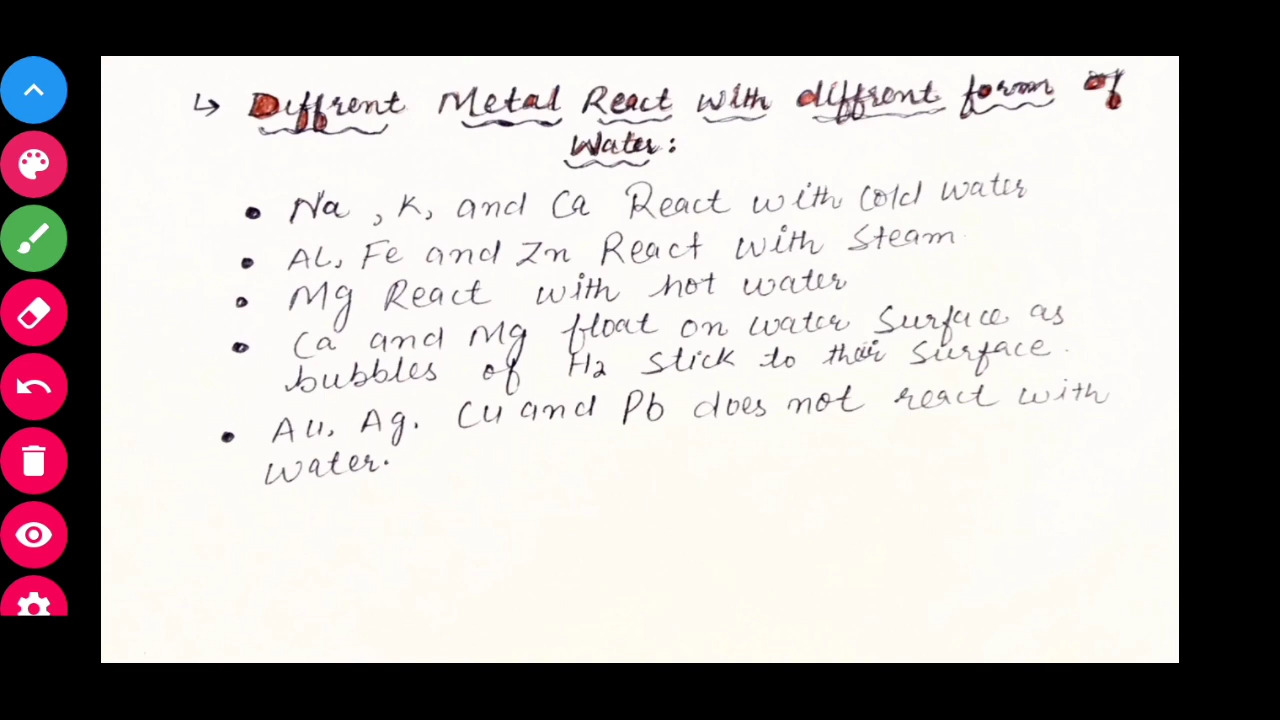 ↳ Diffrent Metal React with diffrent form of
Water:
• Na, K, and Ca React with cold water
• Al, Fe and Zn React with steam
• Mg React with hot water
• Ca and Mg float on water surface as
bubbles of H₂ stick to their surface.
• Au, Ag. Cu and Pb does not react with
water.